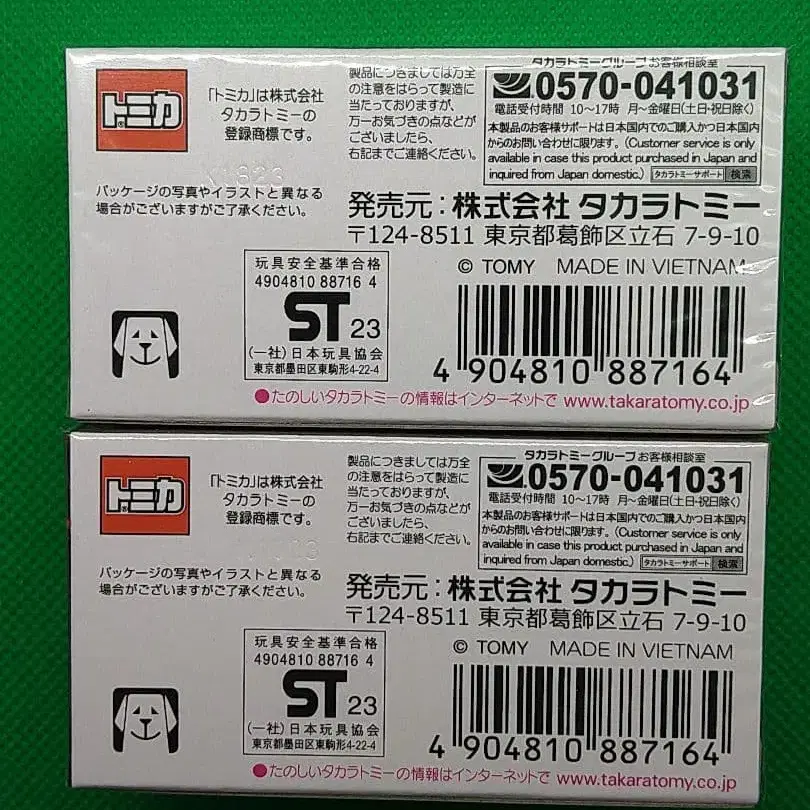 トミカ
「トミカ」は株式会社
タカラトミーの
登録商標です。
パッケージの写真やイラストと異なる
場合がございますがご了承ください。
製品につきましては万全
の注意をはらって製造に
当たっておりますが、
万一お気づきの点などが
ございましたら、
右記までご連絡ください。
タカラトミーグループお客様相談室
0570-041031
電話受付時間 10〜17時 月〜金曜日(土日・祝日除く)
本製品のお客様サポートは日本国内でのご購入かつ日本国内
からのお問い合わせに限ります。(Customer service is only
available in case this product purchased in Japan and
inquired from Japan domestic.) タカラトミーサポート 検索
発売元:株式会社 タカラトミー
〒124-8511 東京都葛飾区立石 7-9-10
© TOMY MADE IN VIETNAM
玩具安全基準合格
4904810 88716 4
ST 23
(一社)日本玩具協会
東京都墨田区東駒形4-22-4
4 904810 887164
●たのしいタカラトミーの情報はインターネットで www.takaratomy.co.jp
トミカ
「トミカ」は株式会社
タカラトミーの
登録商標です。
パッケージの写真やイラストと異なる
場合がございますがご了承ください。
製品につきましては万全
の注意をはらって製造に
当たっておりますが、
万一お気づきの点などが
ございましたら、
右記までご連絡ください。
タカラトミーグループお客様相談室
0570-041031
電話受付時間 10〜17時 月〜金曜日(土日・祝日除く)
本製品のお客様サポートは日本国内でのご購入かつ日本国内
からのお問い合わせに限ります。(Customer service is only
available in case this product purchased in Japan and
inquired from Japan domestic.) タカラトミーサポート 検索
発売元:株式会社 タカラトミー
〒124-8511 東京都葛飾区立石 7-9-10
© TOMY MADE IN VIETNAM
玩具安全基準合格
4904810 88716 4
ST 23
(一社)日本玩具協会
東京都墨田区東駒形4-22-4
4 904810 887164
●たのしいタカラトミーの情報はインターネットで www.takaratomy.co.jp